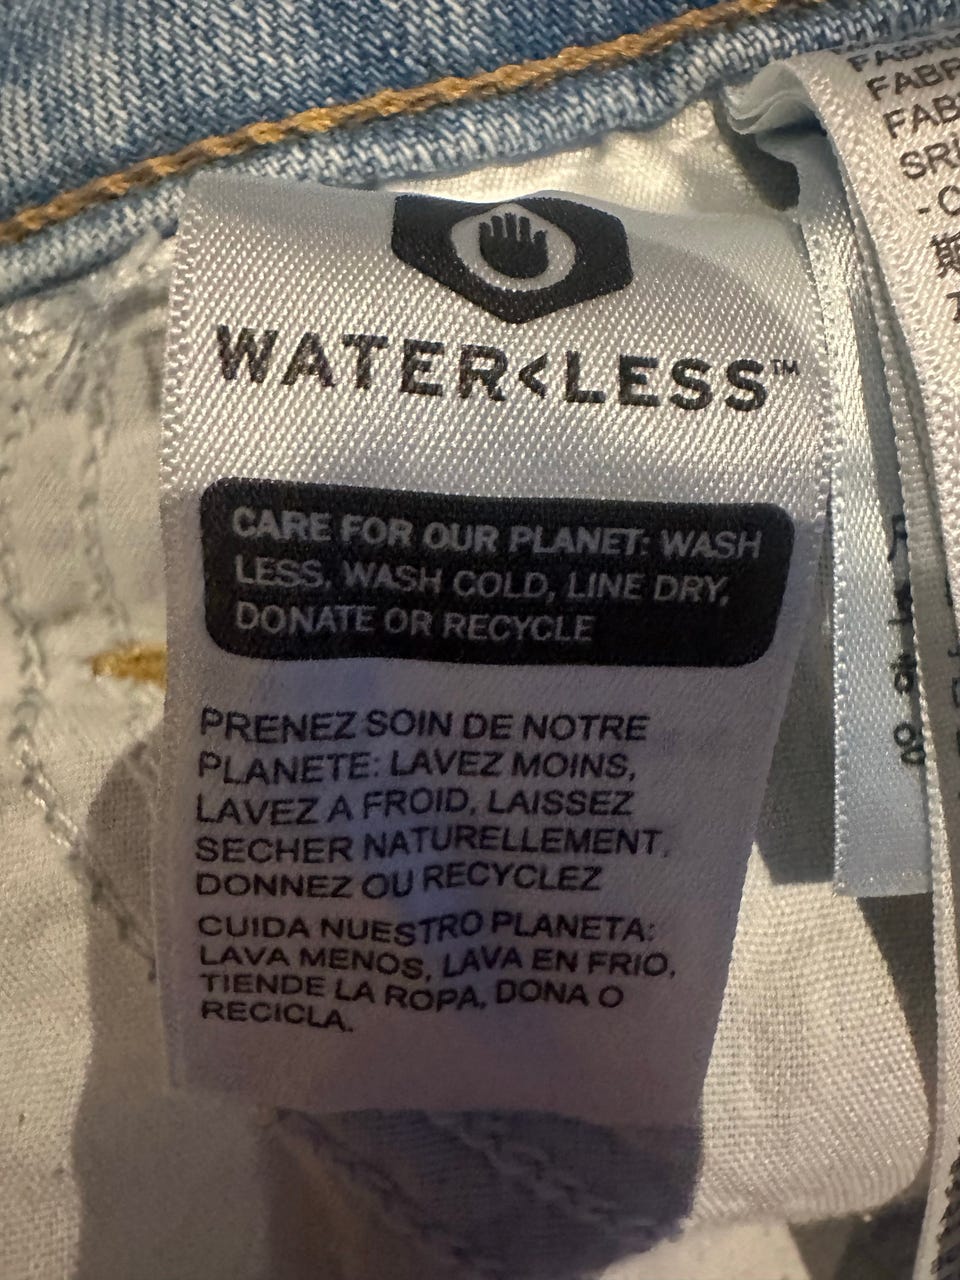 WATER<LESS™
CARE FOR OUR PLANET: WASH
LESS, WASH COLD, LINE DRY,
DONATE OR RECYCLE
PRENEZ SOIN DE NOTRE
PLANETE: LAVEZ MOINS,
LAVEZ A FROID, LAISSEZ
SECHER NATURELLEMENT,
DONNEZ OU RECYCLEZ
CUIDA NUESTRO PLANETA:
LAVA MENOS, LAVA EN FRIO,
TIENDE LA ROPA, DONA O
RECICLA.